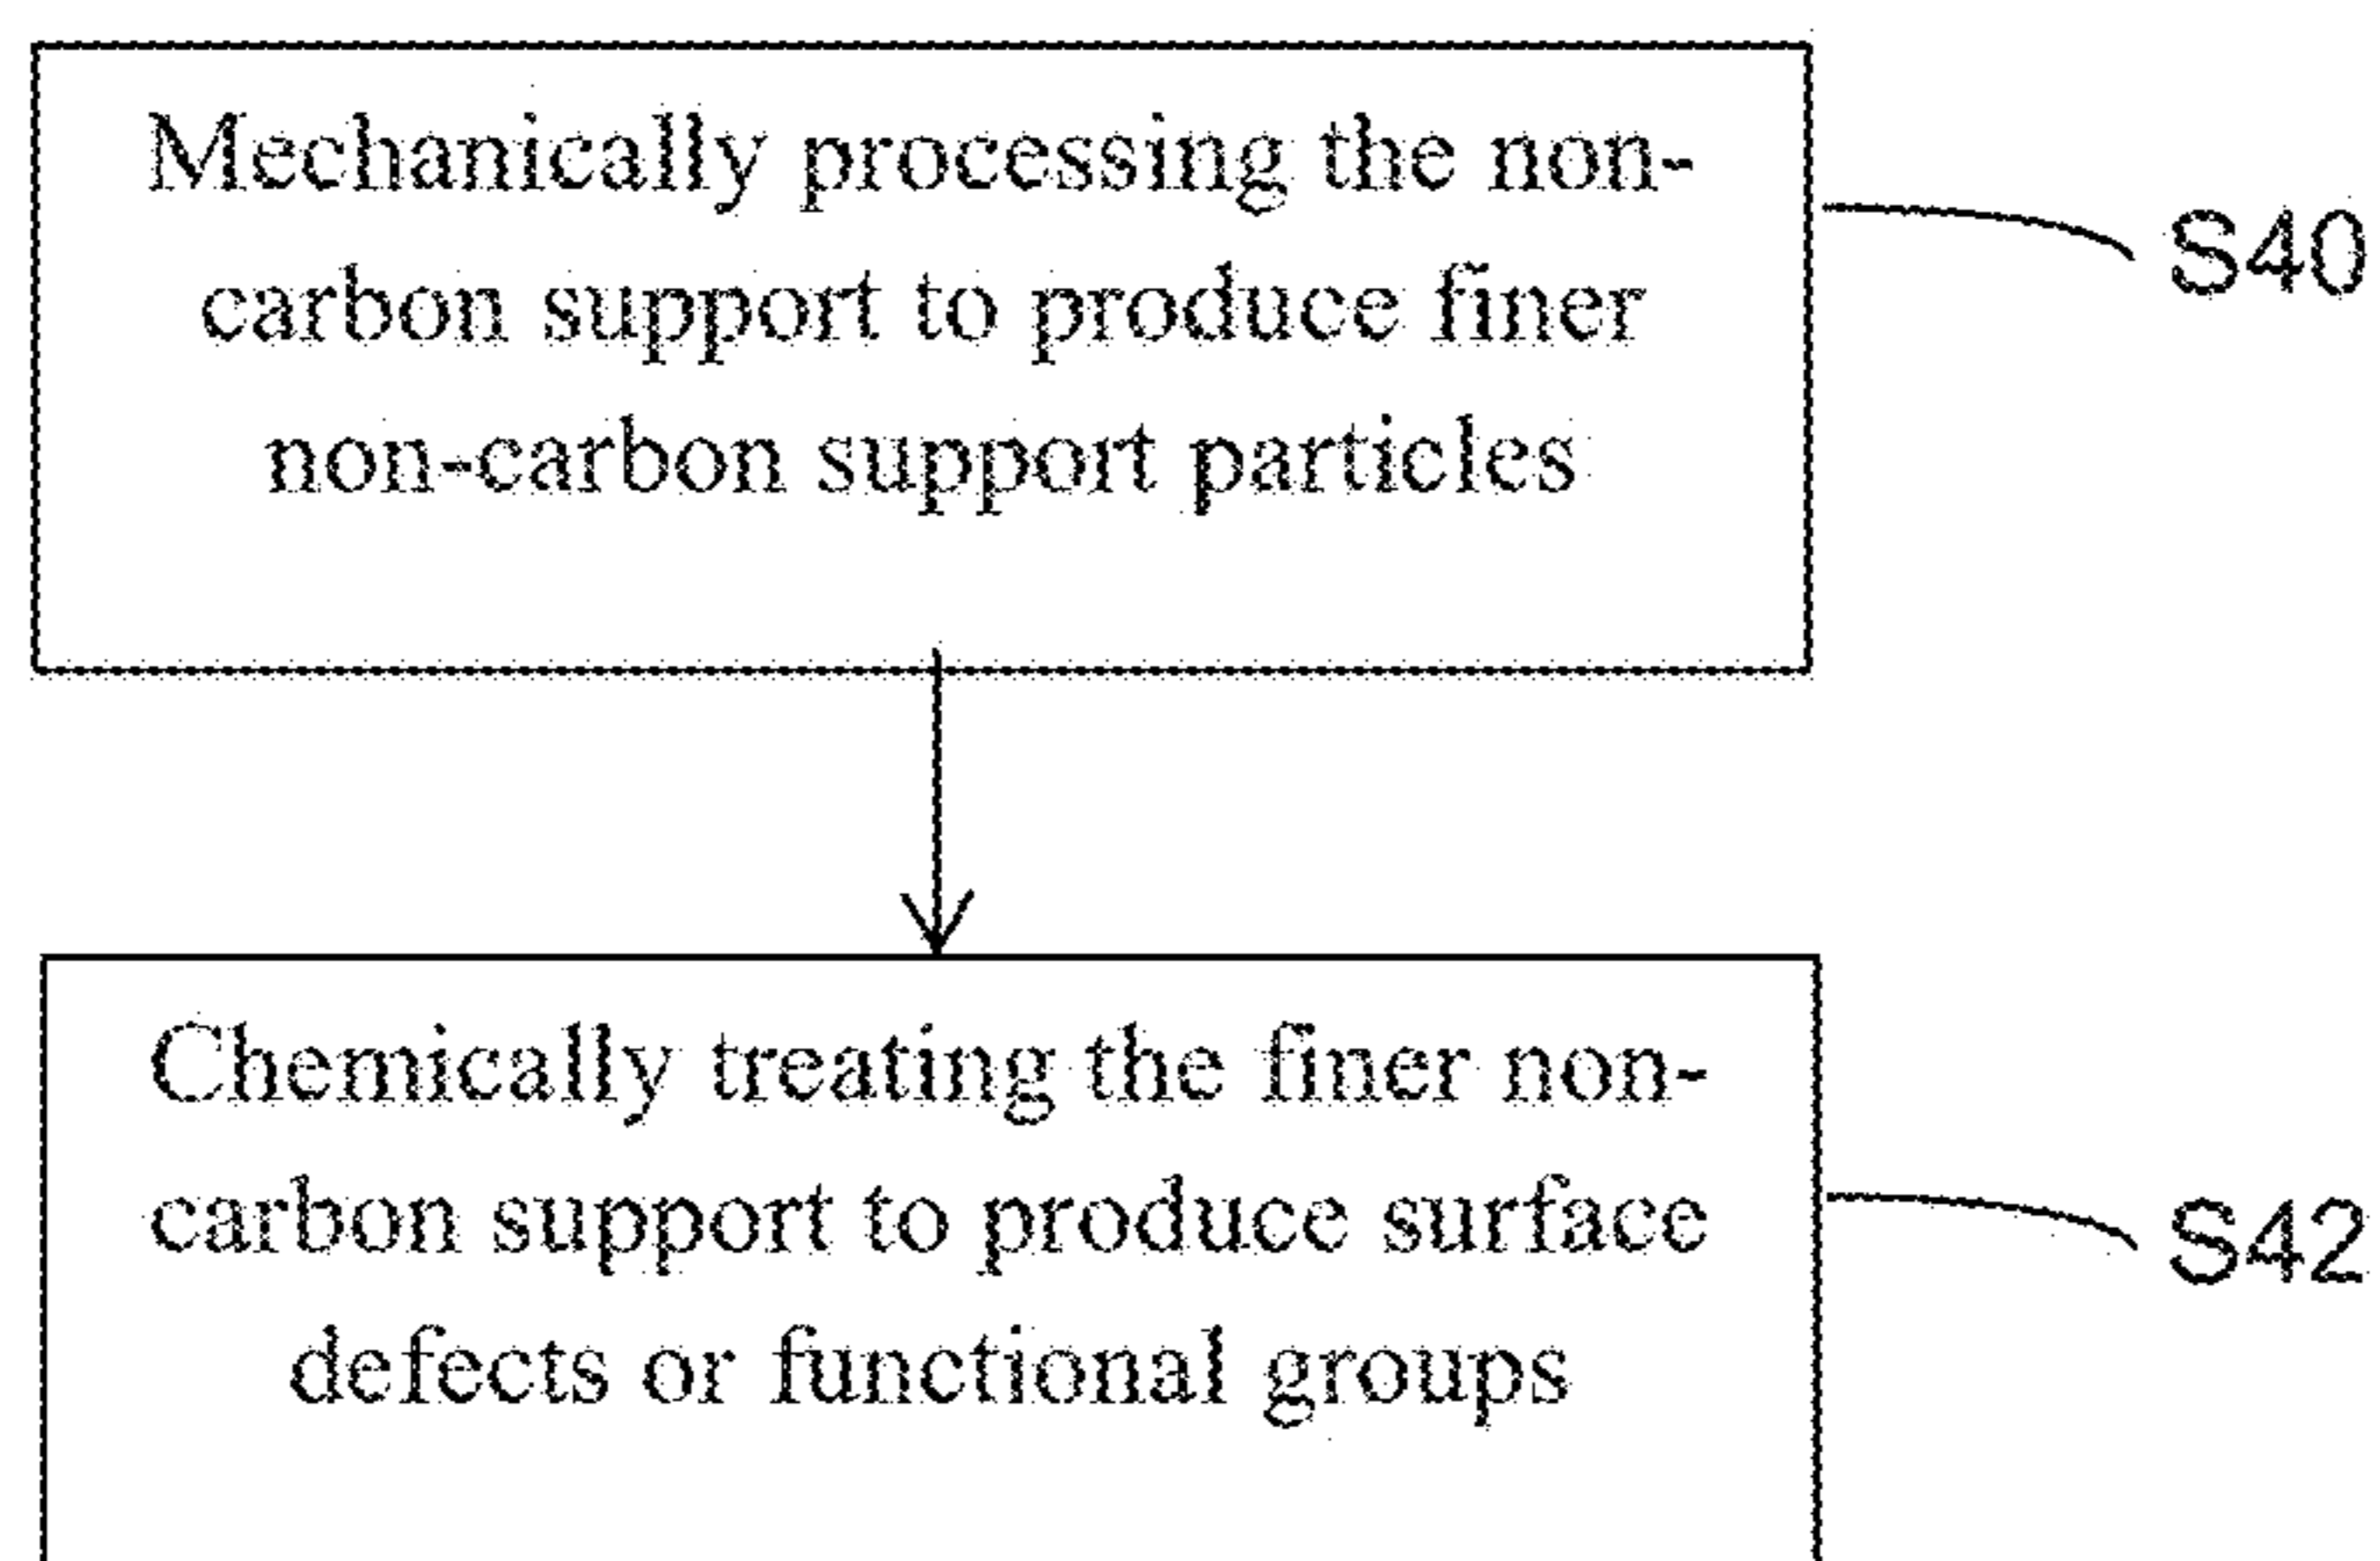 Mechanically processing the non-
carbon support to produce finer
non-carbon support particles
S40
Chemically treating the finer non-
carbon support to produce surface
defects or functional groups
S42